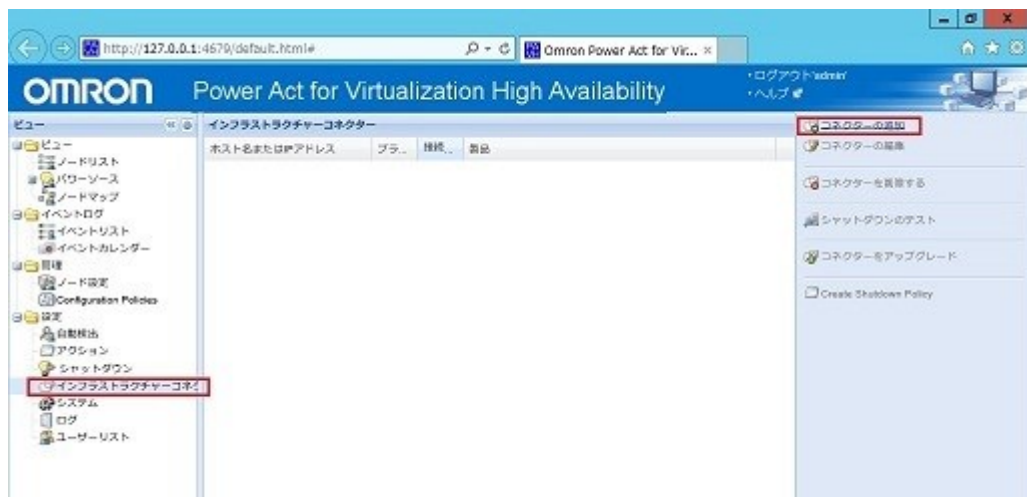 http://127.0.0.1:4679/default.html#
Omron Power Act for Vir...
OMRON
Power Act for Virtualization High Availability
・ログアウト'admin'
・ヘルプ
ビュー
インフラストラクチャーコネクター
ホスト名またはIPアドレス
プラ...
接続...
製品
ビュー
ノードリスト
パワーソース
ノードマップ
イベントログ
イベントリスト
イベントカレンダー
管理
ノード設定
Configuration Policies
設定
自動検出
アクション
シャットダウン
インフラストラクチャーコネク
システム
ログ
ユーザーリスト
コネクターの追加
コネクターの編集
コネクターを削除する
シャットダウンのテスト
コネクターをアップグレード
Create Shutdown Policy